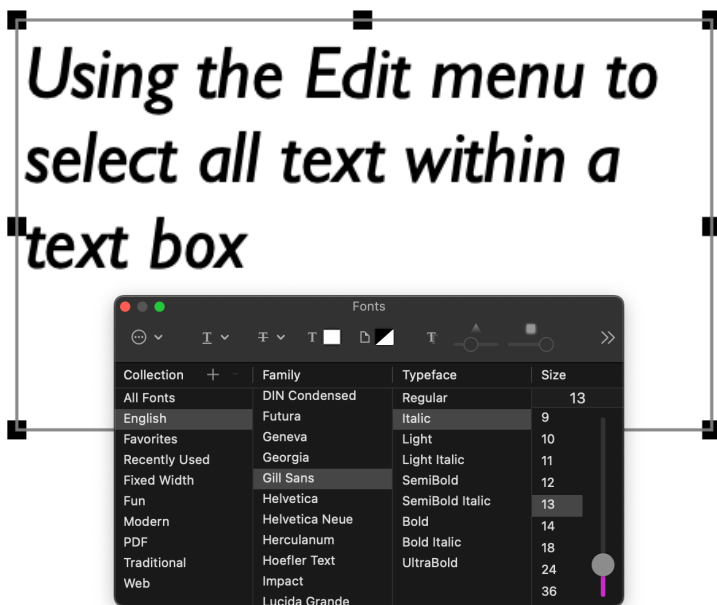 Using the Edit menu to
select all text within a
text box
Fonts
T T T T
Collection + - Family Typeface Size
All Fonts DIN Condensed Regular 13
English Futura Italic 9
Favorites Geneva Light 10
Recently Used Georgia Light Italic 11
Fixed Width Gill Sans SemiBold 12
Fun Helvetica SemiBold Italic 13
Modern Helvetica Neue Bold 14
PDF Herculanum Bold Italic 18
Traditional Hoefler Text UltraBold 24
Web Impact 36
Lucida Grande